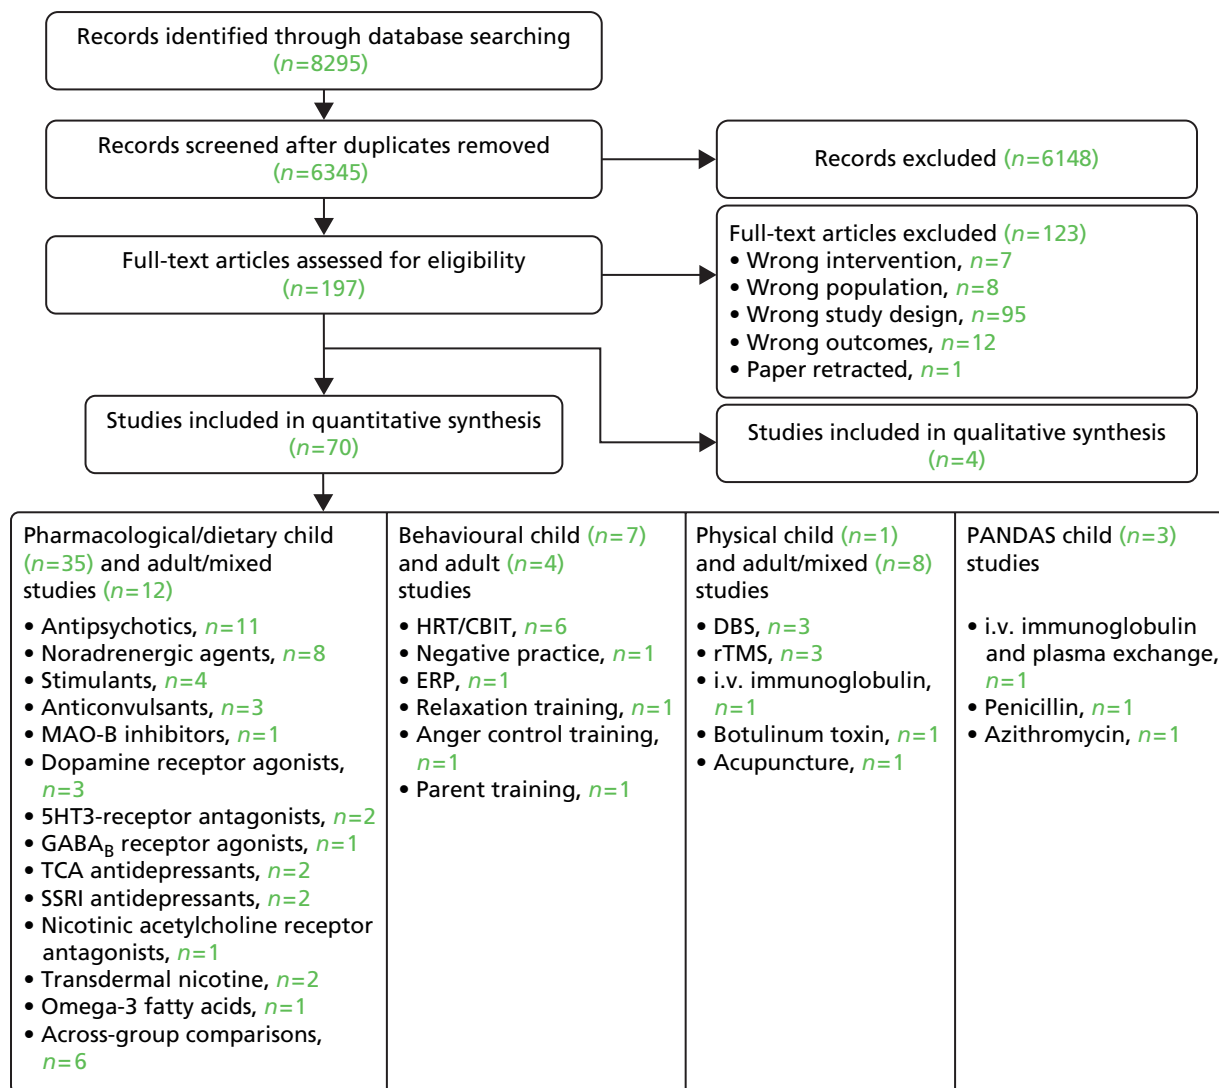 Records identified through database searching
(n=8295)
Records screened after duplicates removed
(n=6345)
Records excluded (n=6148)
Full-text articles assessed for eligibility
(n=197)
Full-text articles excluded (n=123)
• Wrong intervention, n=7
• Wrong population, n=8
• Wrong study design, n=95
• Wrong outcomes, n=12
• Paper retracted, n=1
Studies included in quantitative synthesis
(n=70)
Studies included in qualitative synthesis
(n=4)
Pharmacological/dietary child
(n=35) and adult/mixed
studies (n=12)
• Antipsychotics, n=11
• Noradrenergic agents, n=8
• Stimulants, n=4
• Anticonvulsants, n=3
• MAO-B inhibitors, n=1
• Dopamine receptor agonists,
n=3
• 5HT3-receptor antagonists, n=2
• GABAB receptor agonists, n=1
• TCA antidepressants, n=2
• SSRI antidepressants, n=2
• Nicotinic acetylcholine receptor
antagonists, n=1
• Transdermal nicotine, n=2
• Omega-3 fatty acids, n=1
• Across-group comparisons,
n=6
Behavioural child (n=7)
and adult (n=4)
studies
• HRT/CBIT, n=6
• Negative practice, n=1
• ERP, n=1
• Relaxation training, n=1
• Anger control training,
n=1
• Parent training, n=1
Physical child (n=1)
and adult/mixed (n=8)
studies
• DBS, n=3
• rTMS, n=3
• i.v. immunoglobulin,
n=1
• Botulinum toxin, n=1
• Acupuncture, n=1
PANDAS child (n=3)
studies
• i.v. immunoglobulin
and plasma exchange,
n=1
• Penicillin, n=1
• Azithromycin, n=1